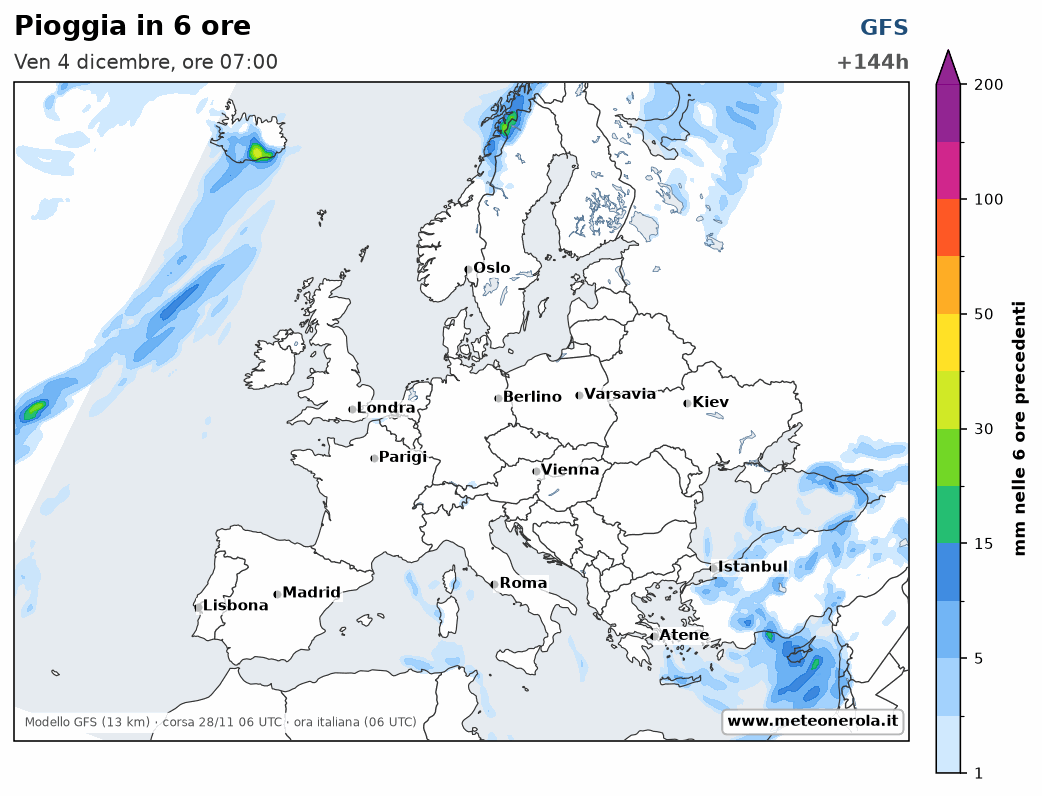 Pioggia in 6 ore
GFS
Ven 4 dicembre, ore 07:00
+144h
200
100
50
30
15
5
1
mm nelle 6 ore precedenti
Oslo
Londra
Berlino
Varsavia
Kiev
Parigi
Vienna
Istanbul
Madrid
Roma
Lisbona
Atene
Modello GFS (13 km) · corsa 28/11 06 UTC · ora italiana (06 UTC)
www.meteonerola.it